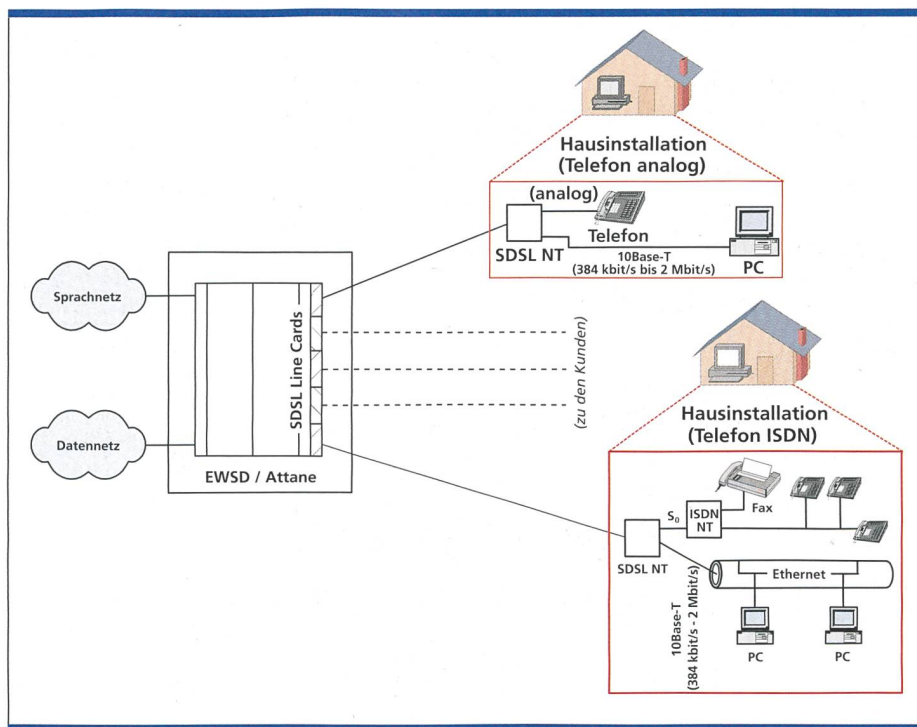 Hausinstallation
(Telefon analog)
(analog)
Telefon
SDSL NT
10Base-T
(384 kbit/s bis 2 Mbit/s)
PC
Sprachnetz
Datennetz
SDSL Line Cards
EWSD / Attane
(zu den Kunden)
Hausinstallation
(Telefon ISDN)
S₀
ISDN
NT
Fax
SDSL NT
Ethernet
10Base-T
(384 kbit/s - 2 Mbit/s)
PC
PC